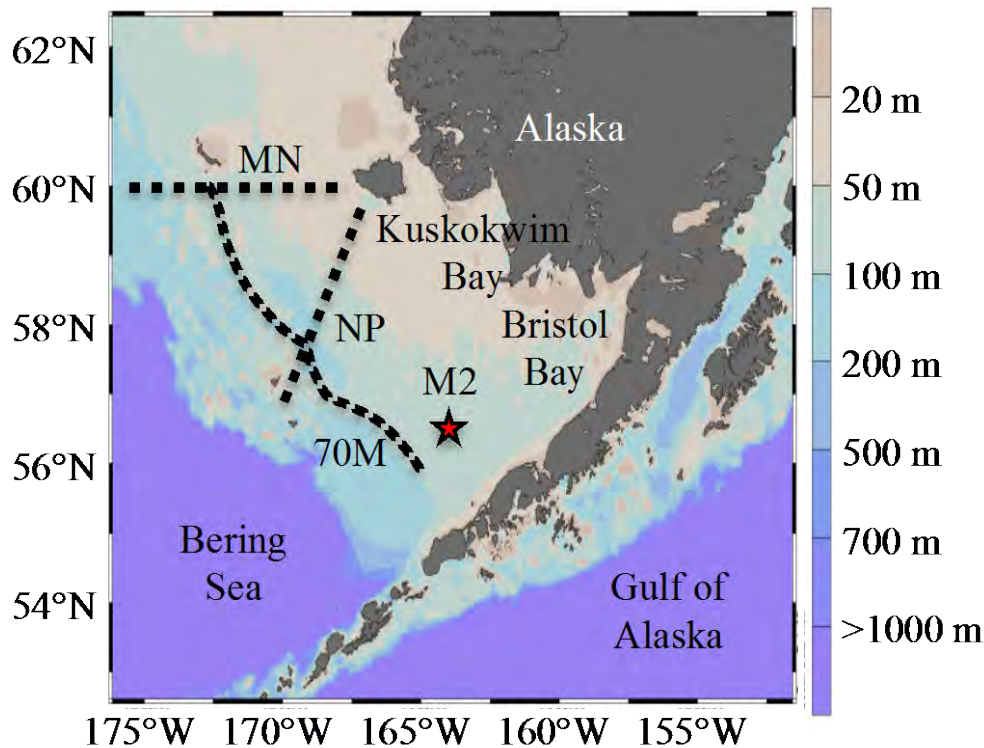 62°N
60°N
58°N
56°N
54°N
175°W
170°W
165°W
160°W
155°W
Alaska
MN
Kuskokwim
Bay
NP
Bristol
Bay
M2
70M
Bering
Sea
Gulf of
Alaska
20 m
50 m
100 m
200 m
500 m
700 m
>1000 m